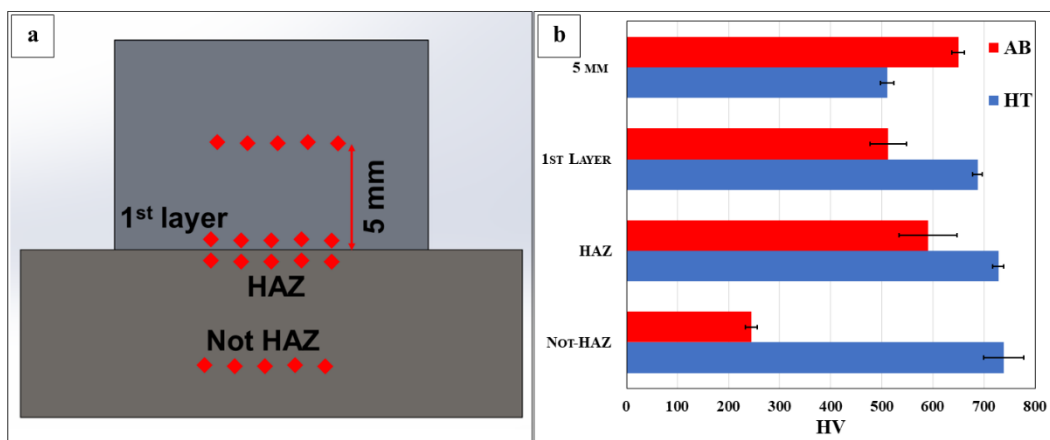 a
1st layer
5 mm
HAZ
Not HAZ
b
AB
HT
5 MM
1ST LAYER
HAZ
NOT-HAZ
0 100 200 300 400 500 600 700 800
HV